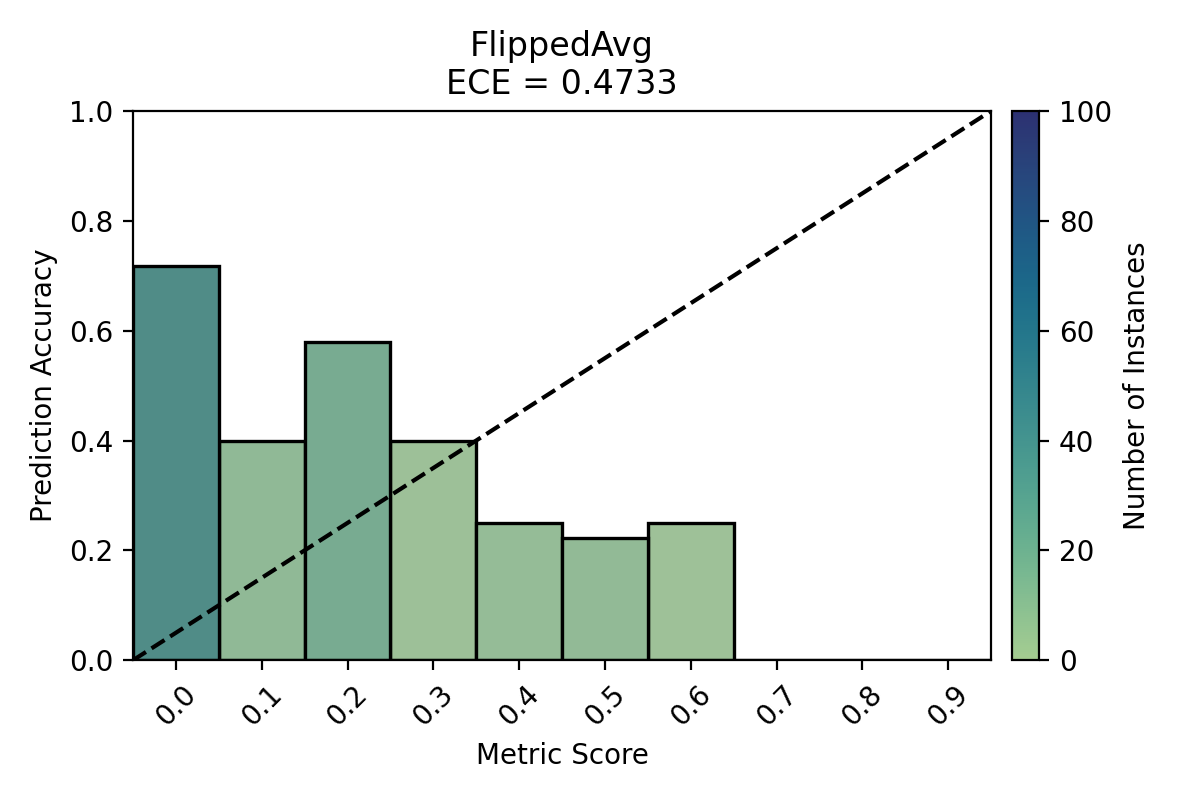 FlippedAvg
ECE = 0.4733
1.0
0.8
0.6
0.4
0.2
0.0
Prediction Accuracy
0.0 0.1 0.2 0.3 0.4 0.5 0.6 0.7 0.8 0.9
Metric Score
100
80
60
40
20
0
Number of Instances